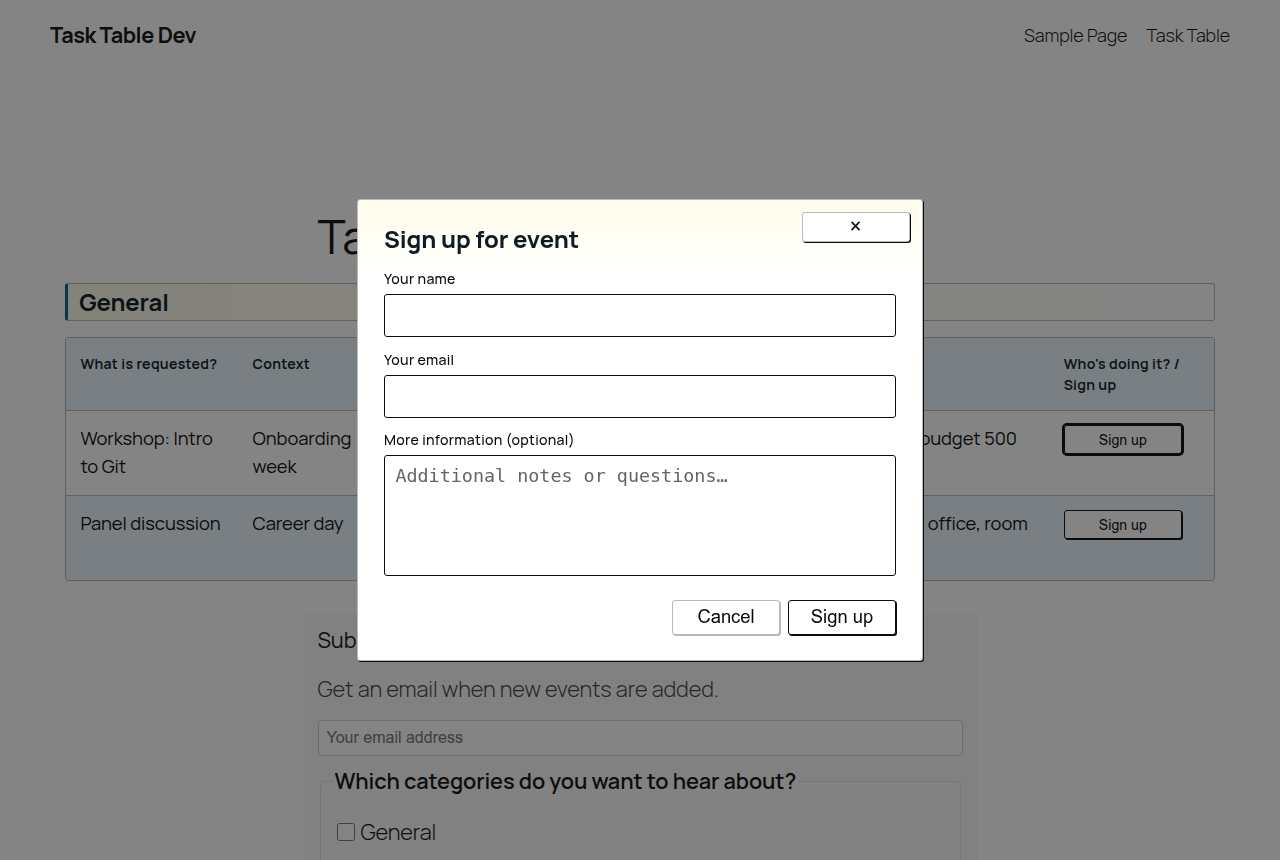 Task Table Dev
Sample Page Task Table
Sign up for event
×
General
Your name
Your email
What is requested? Context Who's doing it? / Sign up
Workshop: Intro to Git
Onboarding week
budget 500
Sign up
More information (optional)
Additional notes or questions…
Panel discussion Career day office, room Sign up
Cancel Sign up
Get an email when new events are added.
Your email address
Which categories do you want to hear about?
General